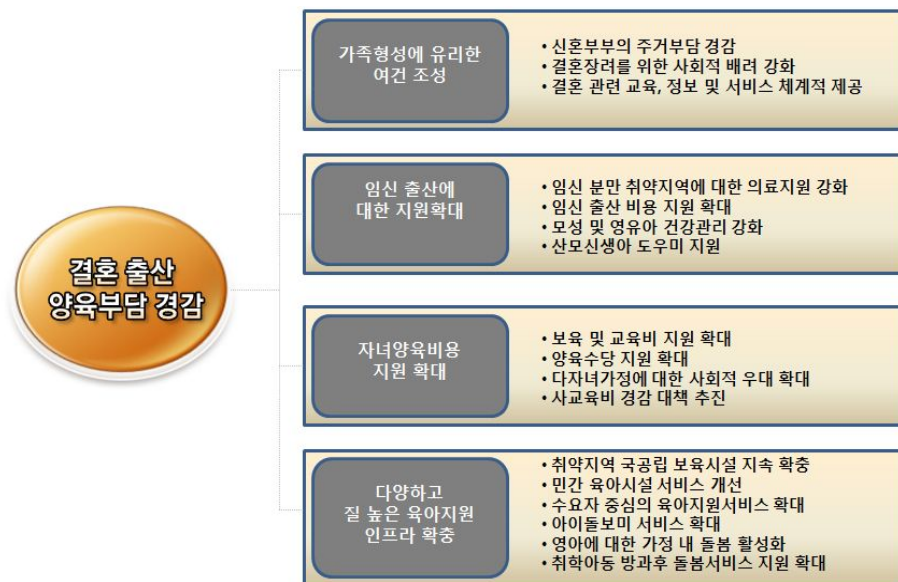 결혼 출산
양육부담 경감
가족형성에 유리한
여건 조성
• 신혼부부의 주거부담 경감
• 결혼장려를 위한 사회적 배려 강화
• 결혼 관련 교육, 정보 및 서비스 체계적 제공
임신 출산에
대한 지원확대
• 임신 분만 취약지역에 대한 의료지원 강화
• 임신 출산 비용 지원 확대
• 모성 및 영유아 건강관리 강화
• 산모신생아 도우미 지원
자녀양육비용
지원 확대
• 보육 및 교육비 지원 확대
• 양육수당 지원 확대
• 다자녀가정에 대한 사회적 우대 확대
• 사교육비 경감 대책 추진
다양하고
질 높은 육아지원
인프라 확충
• 취약지역 국공립 보육시설 지속 확충
• 민간 육아시설 서비스 개선
• 수요자 중심의 육아지원서비스 확대
• 아이돌보미 서비스 확대
• 영아에 대한 가정 내 돌봄 활성화
• 취학아동 방과후 돌봄서비스 지원 확대